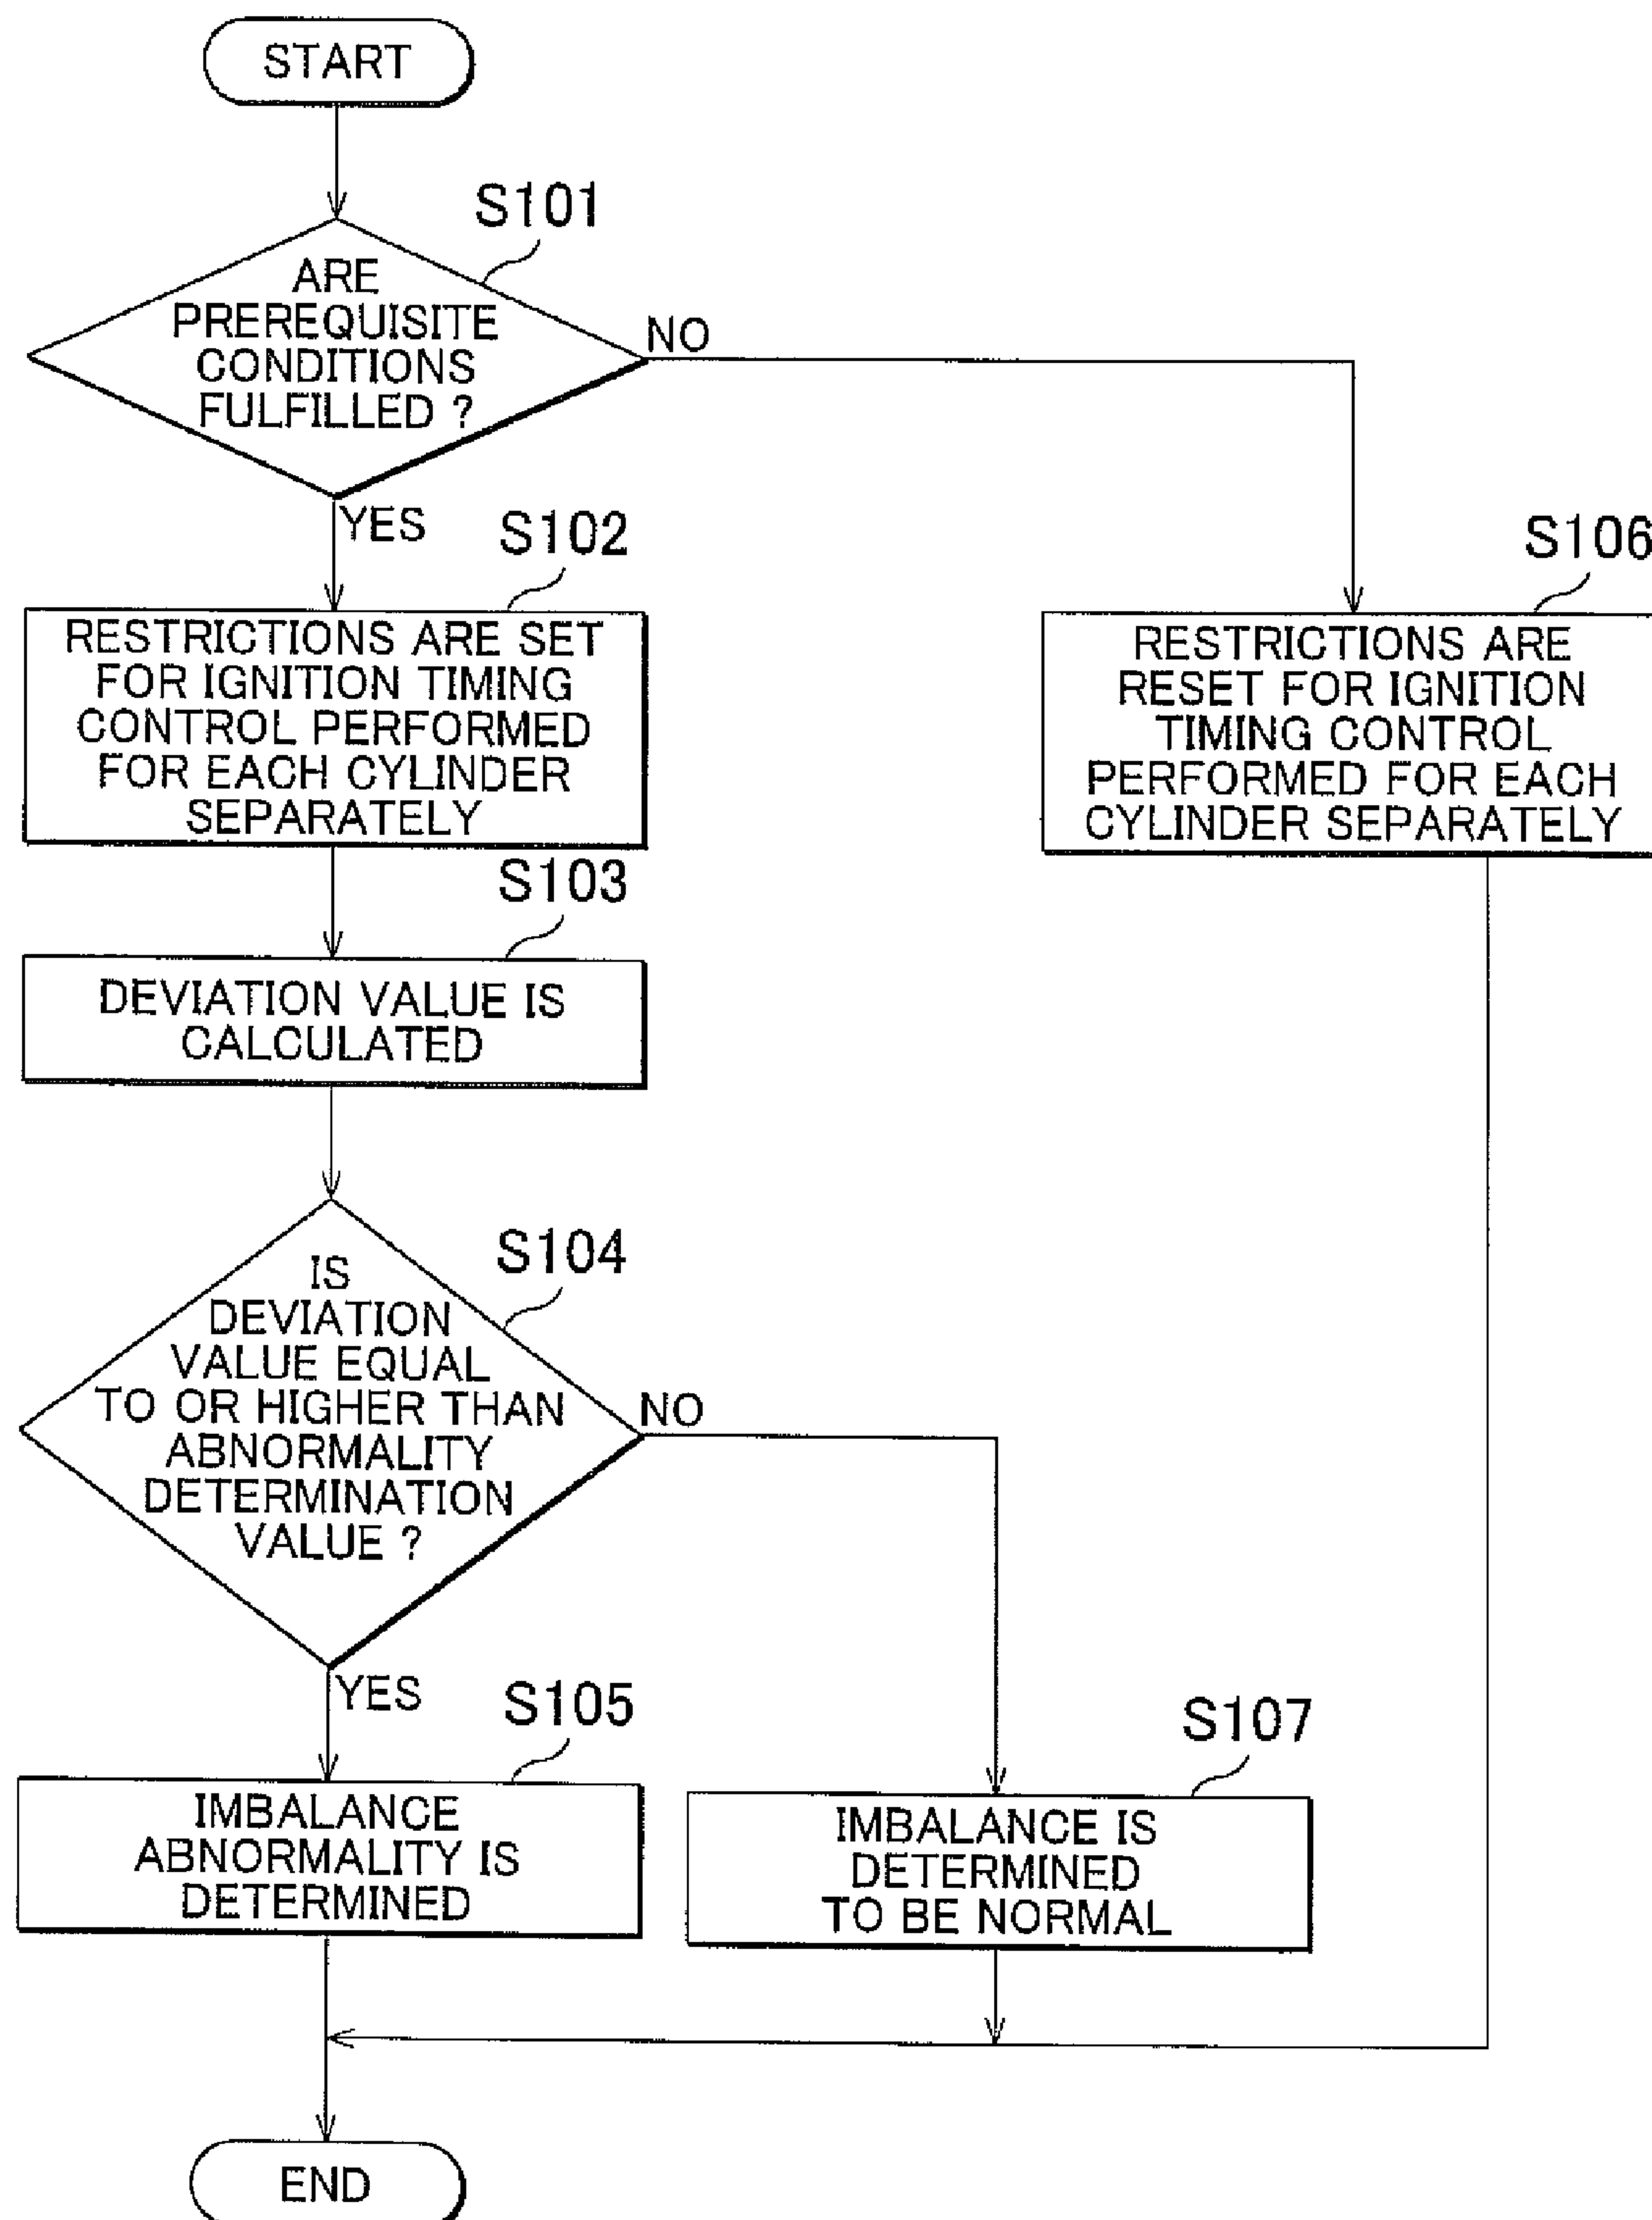 START
S101
ARE
PREREQUISITE
CONDITIONS
FULFILLED ?
NO
YES
S102
RESTRICTIONS ARE SET
FOR IGNITION TIMING
CONTROL PERFORMED
FOR EACH CYLINDER
SEPARATELY
S106
RESTRICTIONS ARE
RESET FOR IGNITION
TIMING CONTROL
PERFORMED FOR EACH
CYLINDER SEPARATELY
S103
DEVIATION VALUE IS
CALCULATED
S104
IS
DEVIATION
VALUE EQUAL
TO OR HIGHER THAN
ABNORMALITY
DETERMINATION
VALUE ?
NO
YES
S105
IMBALANCE
ABNORMALITY IS
DETERMINED
S107
IMBALANCE IS
DETERMINED
TO BE NORMAL
END